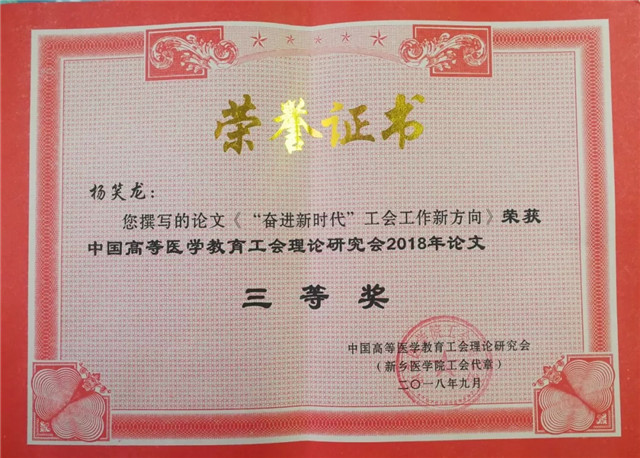 荣誉证书
杨笑龙：
您撰写的论文《“奋进新时代”工会工作新方向》荣获
中国高等医学教育工会理论研究会2018年论文
三等奖
中国高等医学教育工会理论研究会
（新乡医学院工会代章）
二〇一八年九月